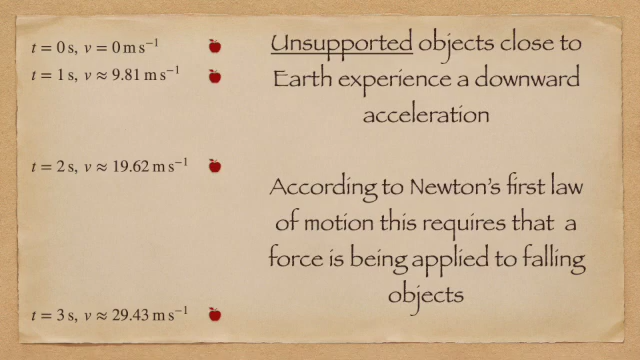 t = 0 s, v = 0 m s⁻¹
t = 1 s, v ≈ 9.81 m s⁻¹
t = 2 s, v ≈ 19.62 m s⁻¹
t = 3 s, v ≈ 29.43 m s⁻¹
Unsupported objects close to
Earth experience a downward
acceleration
According to Newton's first law
of motion this requires that a
force is being applied to falling
objects